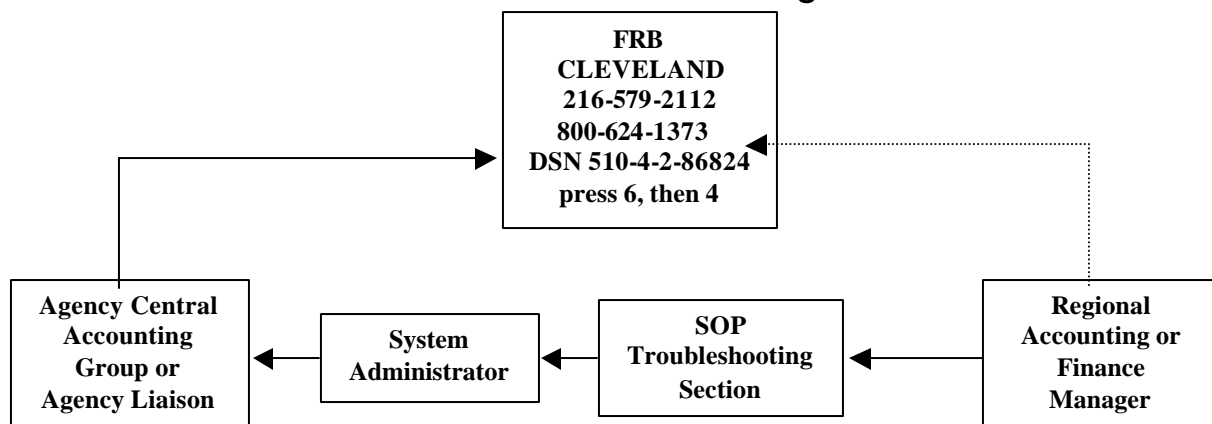 FRB
CLEVELAND
216-579-2112
800-624-1373
DSN 510-4-2-86824
press 6, then 4
Agency Central
Accounting
Group or
Agency Liaison
System
Administrator
SOP
Troubleshooting
Section
Regional
Accounting or
Finance
Manager